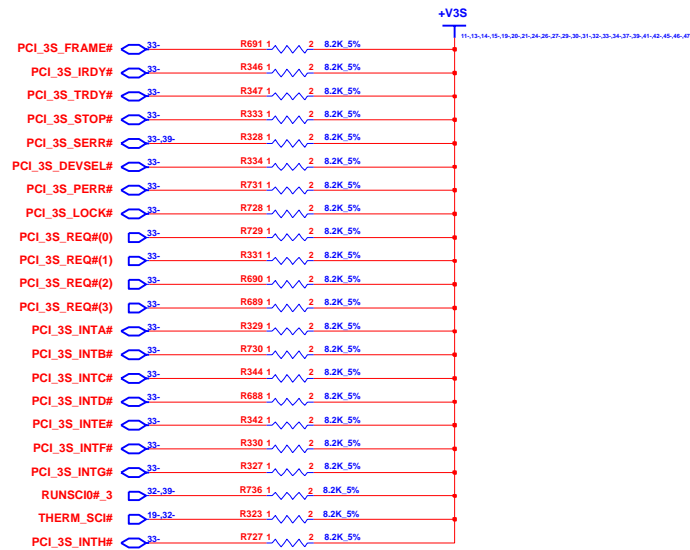 +V3S
11-,13-,14-,15-,19-,20-,21-,24-,26-,27-,29-,30-,31-,32-,33-,34-,37-,39-,41-,42-,45-,46-,47
PCI_3S_FRAME# 33- R691 1 2 8.2K_5%
PCI_3S_IRDY# 33- R346 1 2 8.2K_5%
PCI_3S_TRDY# 33- R347 1 2 8.2K_5%
PCI_3S_STOP# 33- R333 1 2 8.2K_5%
PCI_3S_SERR# 33-,39- R328 1 2 8.2K_5%
PCI_3S_DEVSEL# 33- R334 1 2 8.2K_5%
PCI_3S_PERR# 33- R731 1 2 8.2K_5%
PCI_3S_LOCK# 33- R728 1 2 8.2K_5%
PCI_3S_REQ#(0) 33- R729 1 2 8.2K_5%
PCI_3S_REQ#(1) 33- R331 1 2 8.2K_5%
PCI_3S_REQ#(2) 33- R690 1 2 8.2K_5%
PCI_3S_REQ#(3) 33- R689 1 2 8.2K_5%
PCI_3S_INTA# 33- R329 1 2 8.2K_5%
PCI_3S_INTB# 33- R730 1 2 8.2K_5%
PCI_3S_INTC# 33- R344 1 2 8.2K_5%
PCI_3S_INTD# 33- R688 1 2 8.2K_5%
PCI_3S_INTE# 33- R342 1 2 8.2K_5%
PCI_3S_INTF# 33- R330 1 2 8.2K_5%
PCI_3S_INTG# 33- R327 1 2 8.2K_5%
RUNSCI0#_3 32-,39- R736 1 2 8.2K_5%
THERM_SCI# 19-,32- R323 1 2 8.2K_5%
PCI_3S_INTH# 33- R727 1 2 8.2K_5%